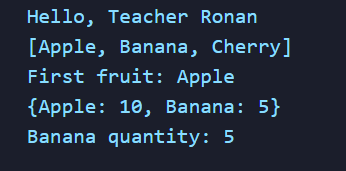 Hello, Teacher Ronan
[Apple, Banana, Cherry]
First fruit: Apple
{Apple: 10, Banana: 5}
Banana quantity: 5